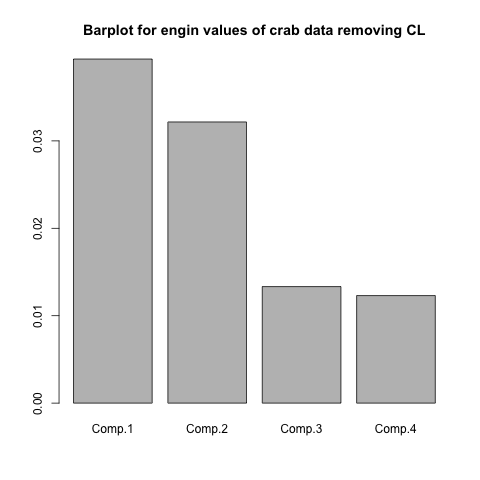 Barplot for engin values of crab data removing CL
0.03
0.02
0.01
0.00
Comp.1 Comp.2 Comp.3 Comp.4